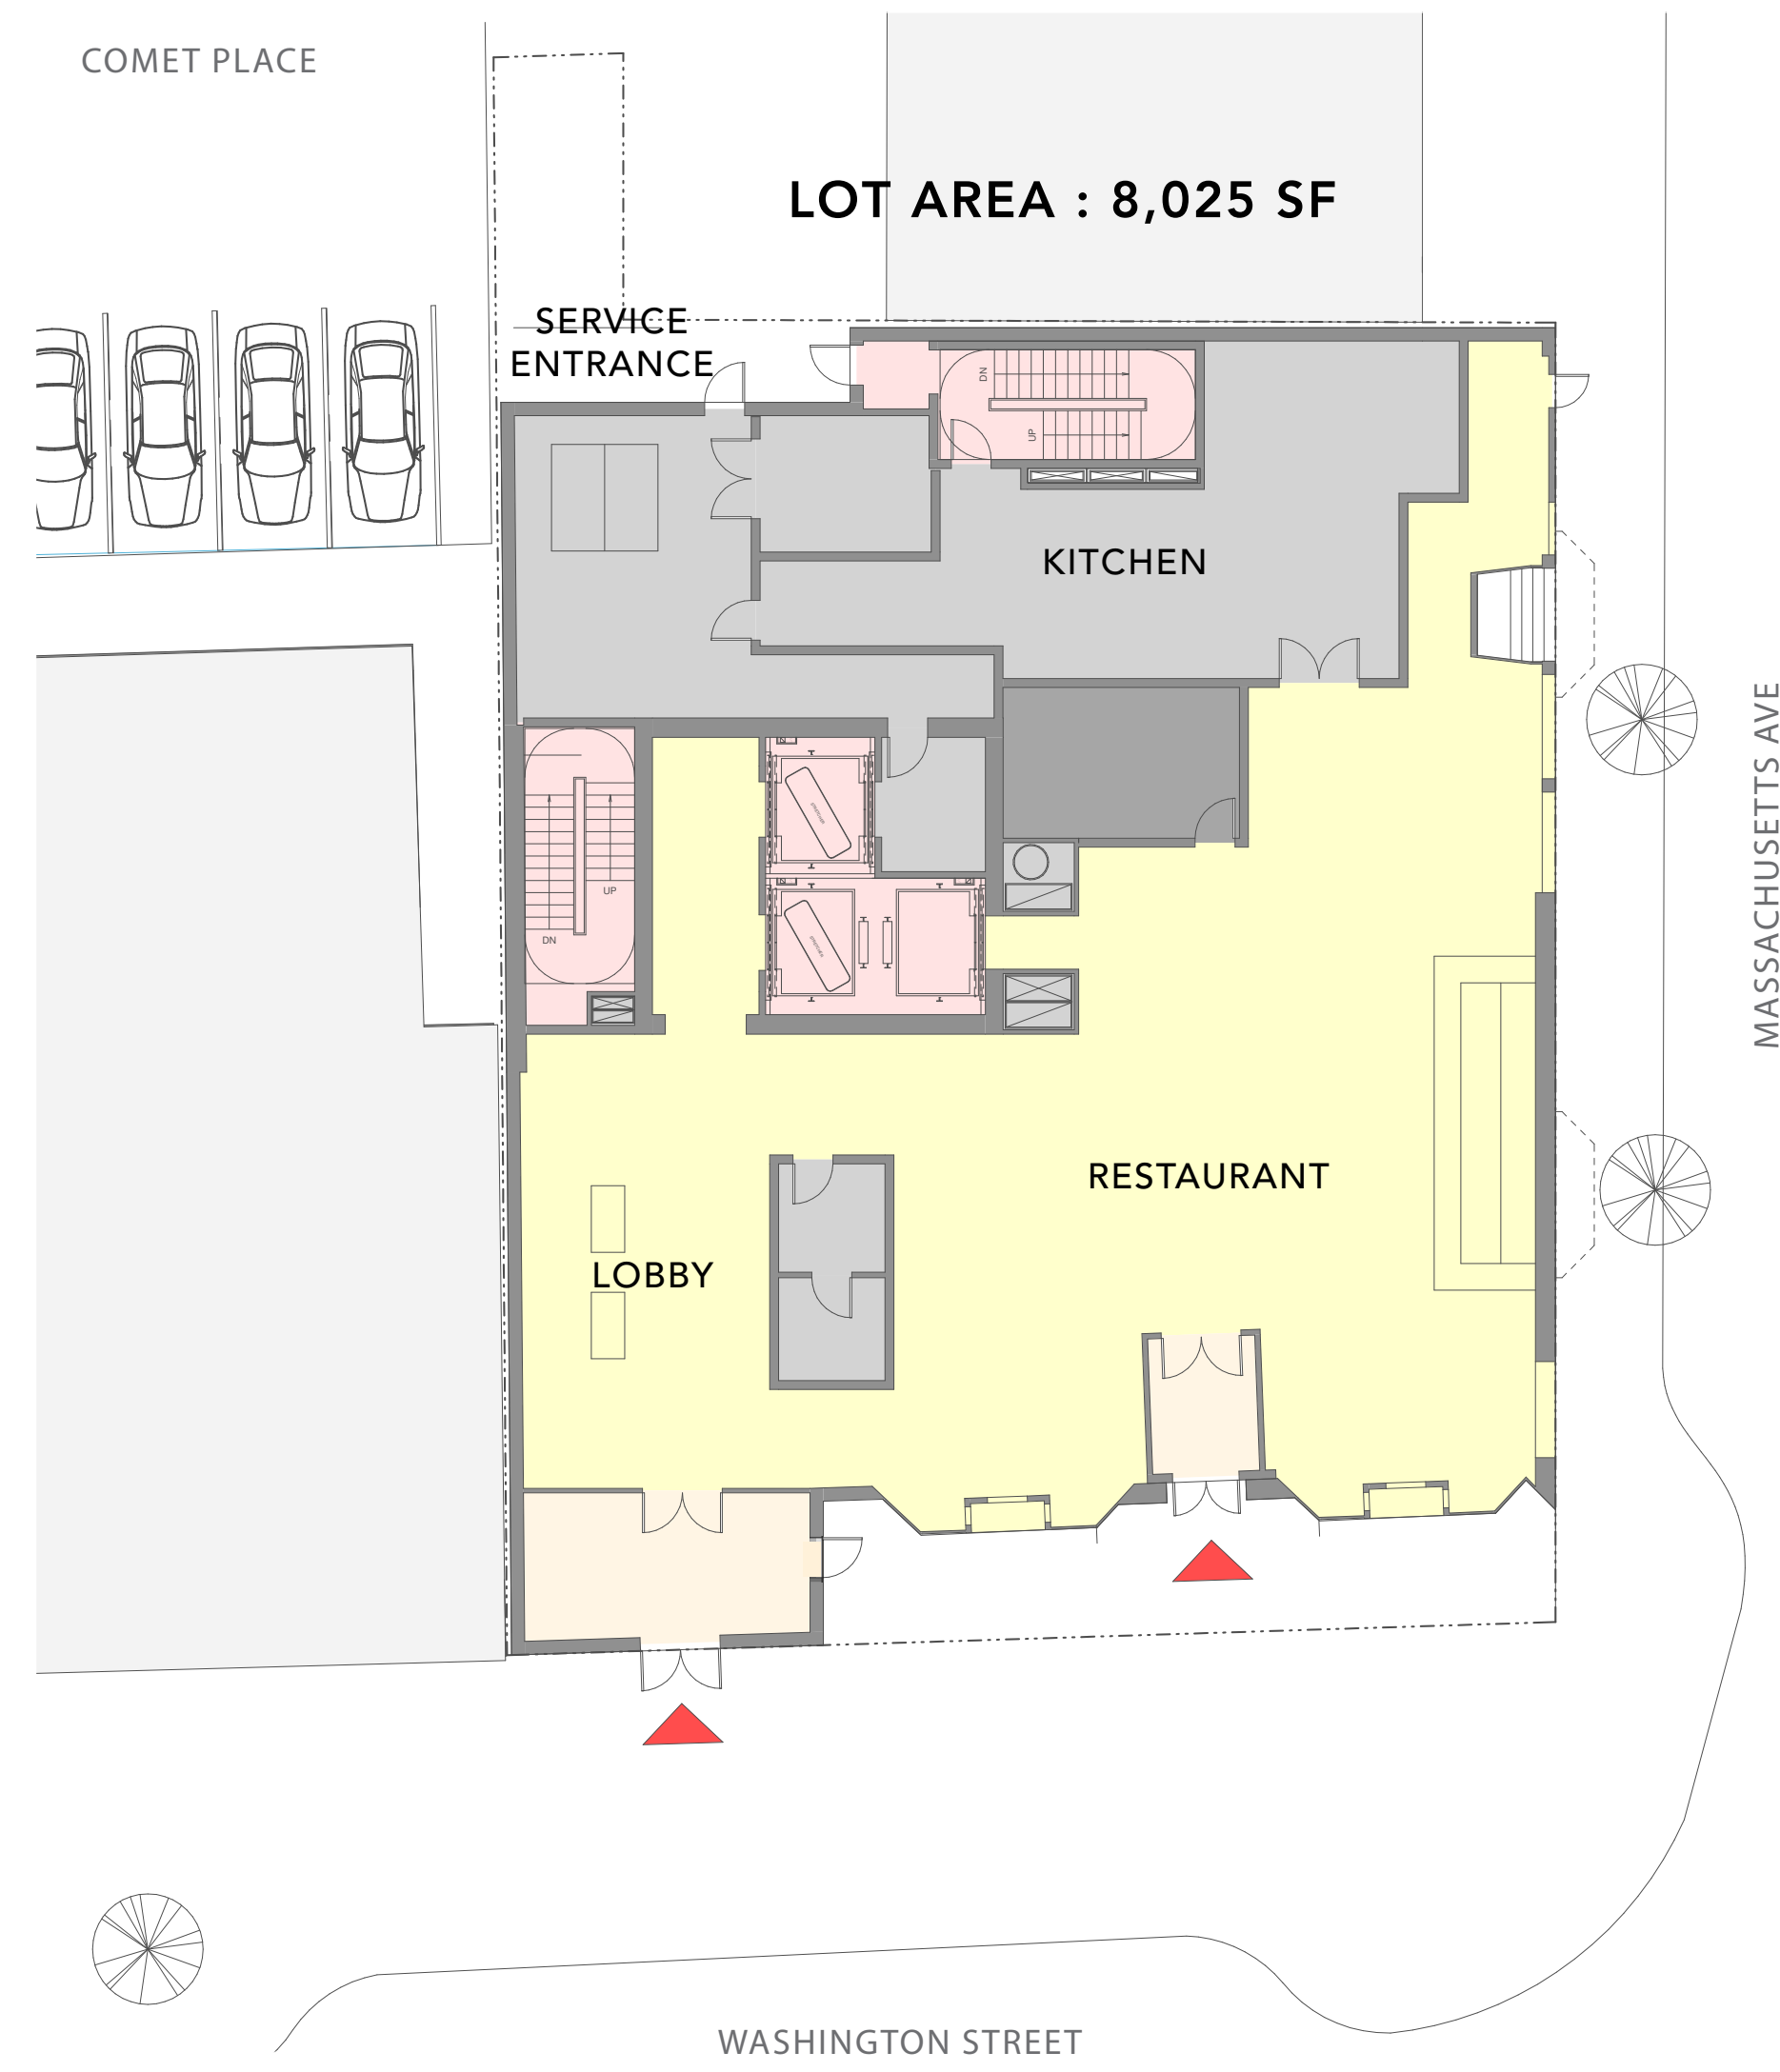 COMET PLACE
LOT AREA : 8,025 SF
SERVICE
ENTRANCE
DN
UP
KITCHEN
MASSACHUSETTS AVE
UP
DN
RESTAURANT
LOBBY
WASHINGTON STREET